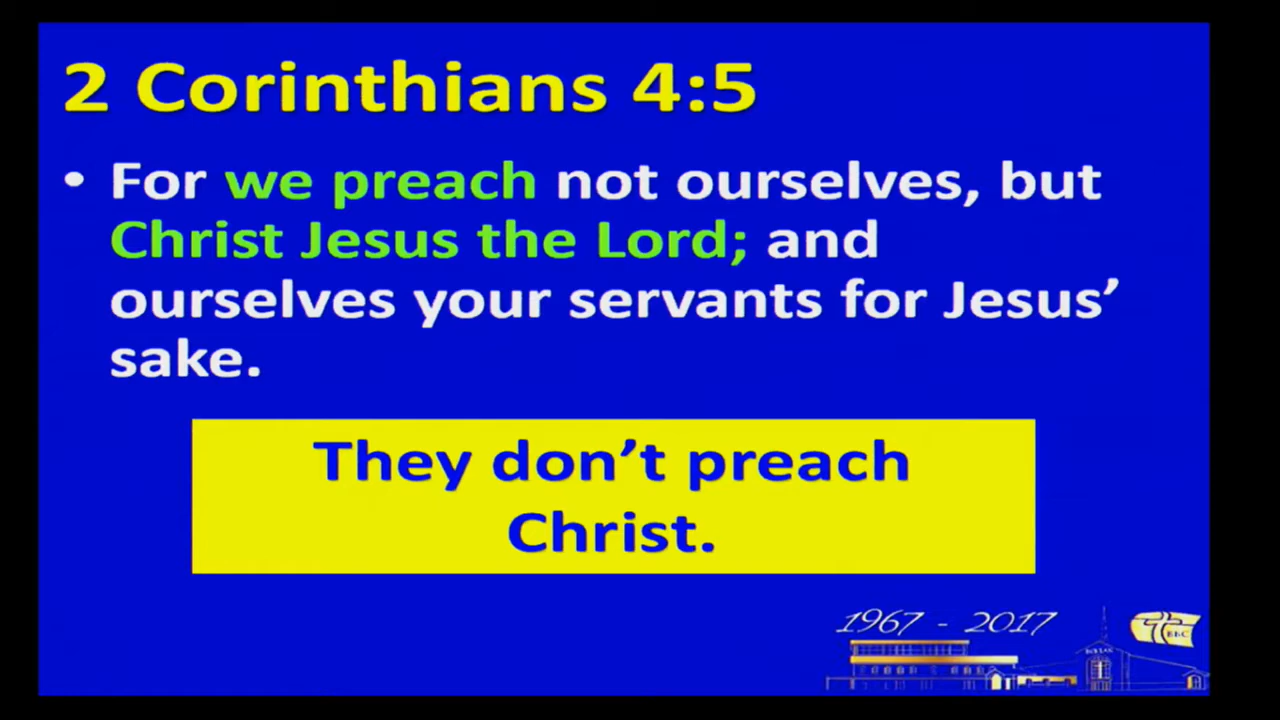 2 Corinthians 4:5
• For we preach not ourselves, but
Christ Jesus the Lord; and
ourselves your servants for Jesus’
sake.
They don’t preach
Christ.
1967 - 2017
BBC